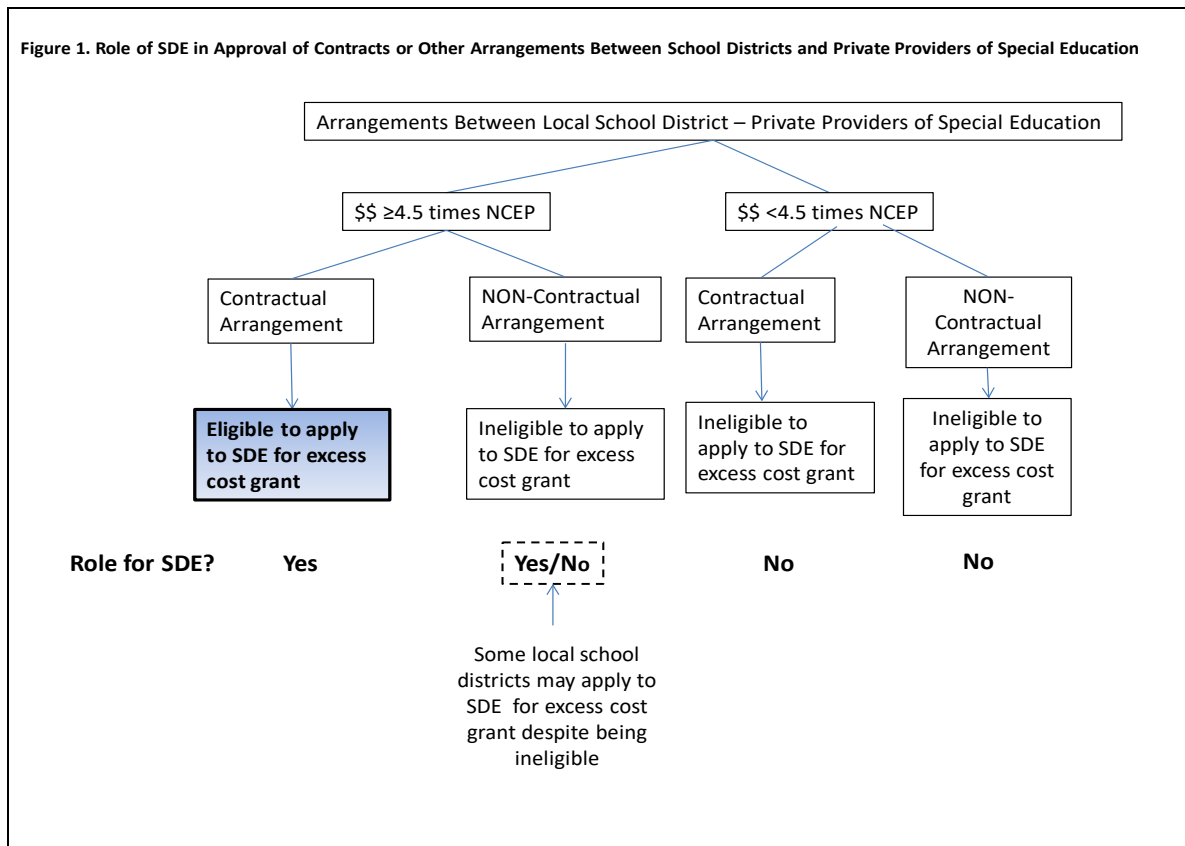 Figure 1. Role of SDE in Approval of Contracts or Other Arrangements Between School Districts and Private Providers of Special Education
Arrangements Between Local School District – Private Providers of Special Education
$$ ≥4.5 times NCEP
$$ <4.5 times NCEP
Contractual
Arrangement
NON-Contractual
Arrangement
Contractual
Arrangement
NON-
Contractual
Arrangement
Eligible to apply
to SDE for excess
cost grant
Ineligible to apply
to SDE for excess
cost grant
Ineligible to
apply to SDE for
excess cost grant
Ineligible to
apply to SDE
for excess cost
grant
Role for SDE?
Yes
Yes/No
No
No
Some local school
districts may apply to
SDE for excess cost
grant despite being
ineligible